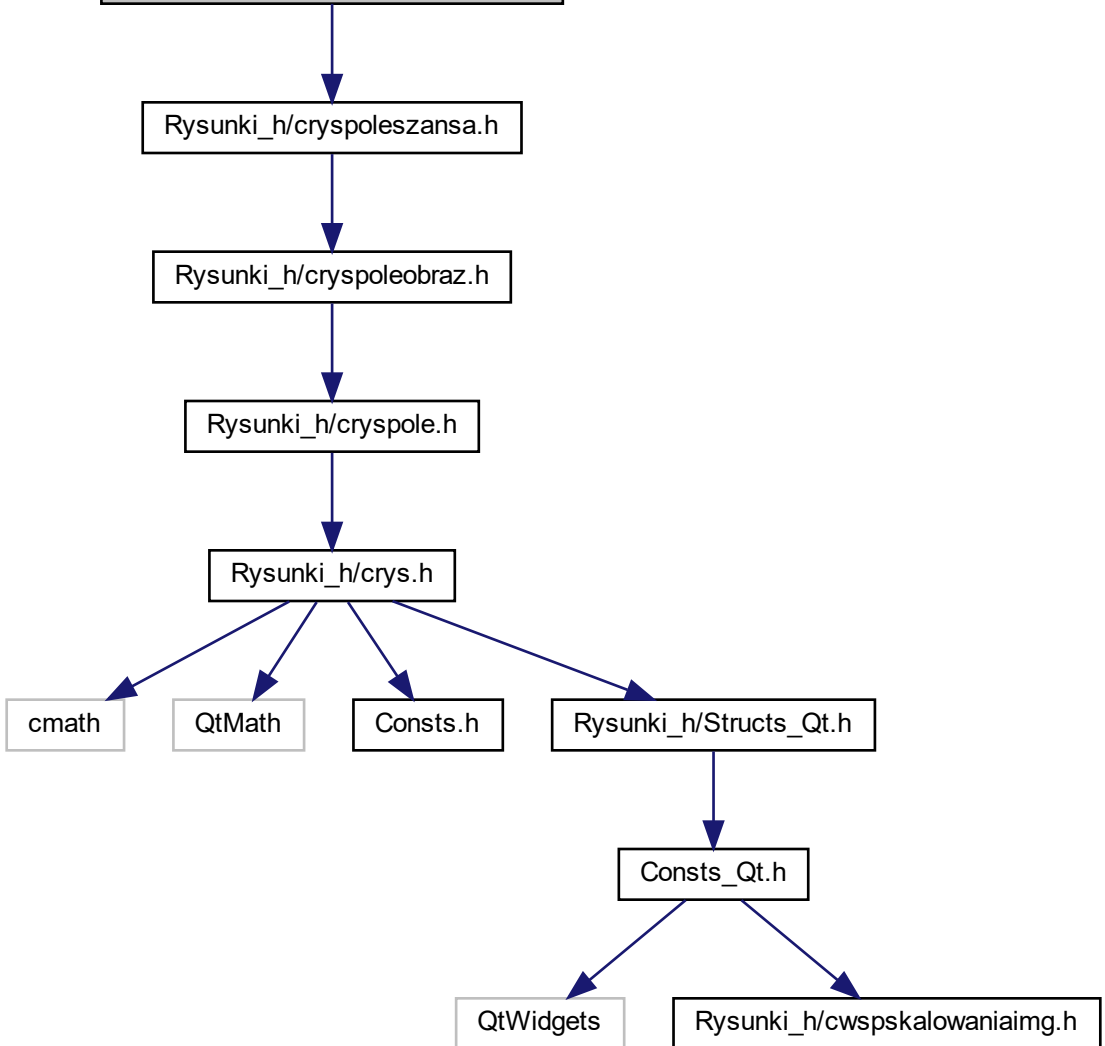 Rysunki_h/cryspoleszansa.h
Rysunki_h/cryspoleobraz.h
Rysunki_h/cryspole.h
Rysunki_h/crys.h
cmath
QtMath
Consts.h
Rysunki_h/Structs_Qt.h
Consts_Qt.h
QtWidgets
Rysunki_h/cwspskalowaniaimg.h